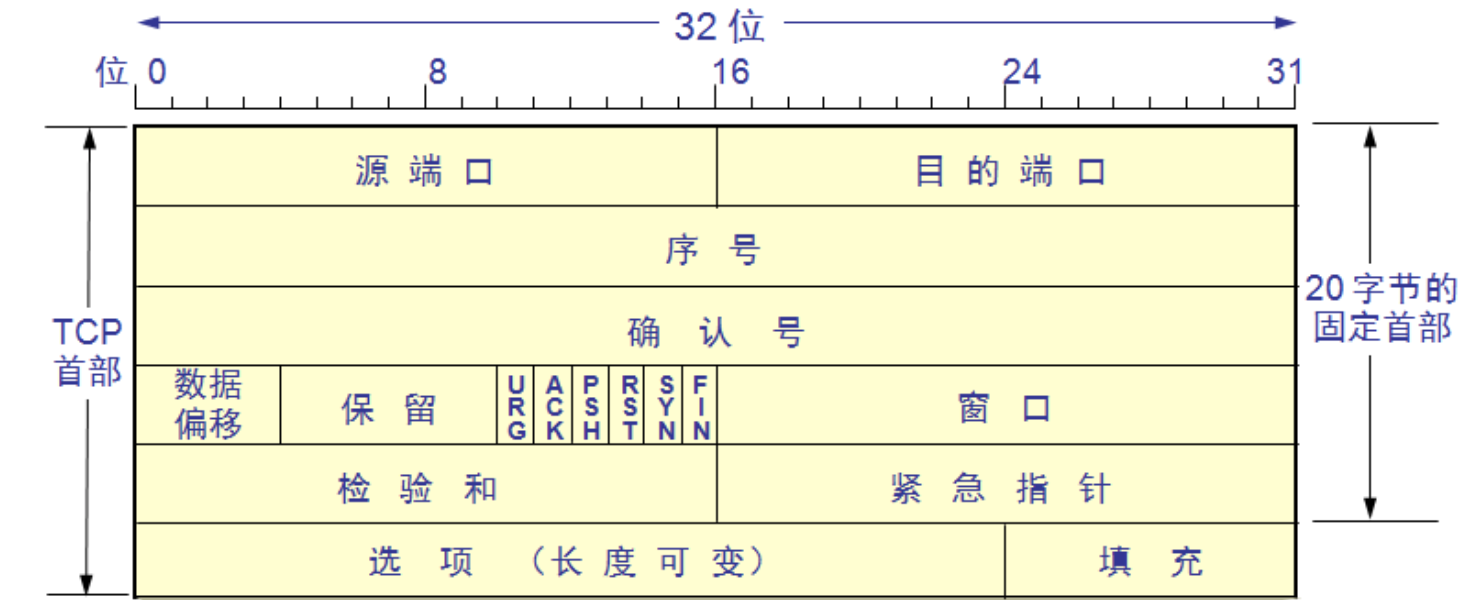 32 位
位 0 8 16 24 31
源 端 口 目 的 端 口
序 号
确 认 号
TCP
首部
20 字节的
固定首部
数据
偏移
保 留
URG
ACK
PSH
RST
SYN
FIN
窗 口
检 验 和 紧 急 指 针
选 项 （长 度 可 变） 填 充